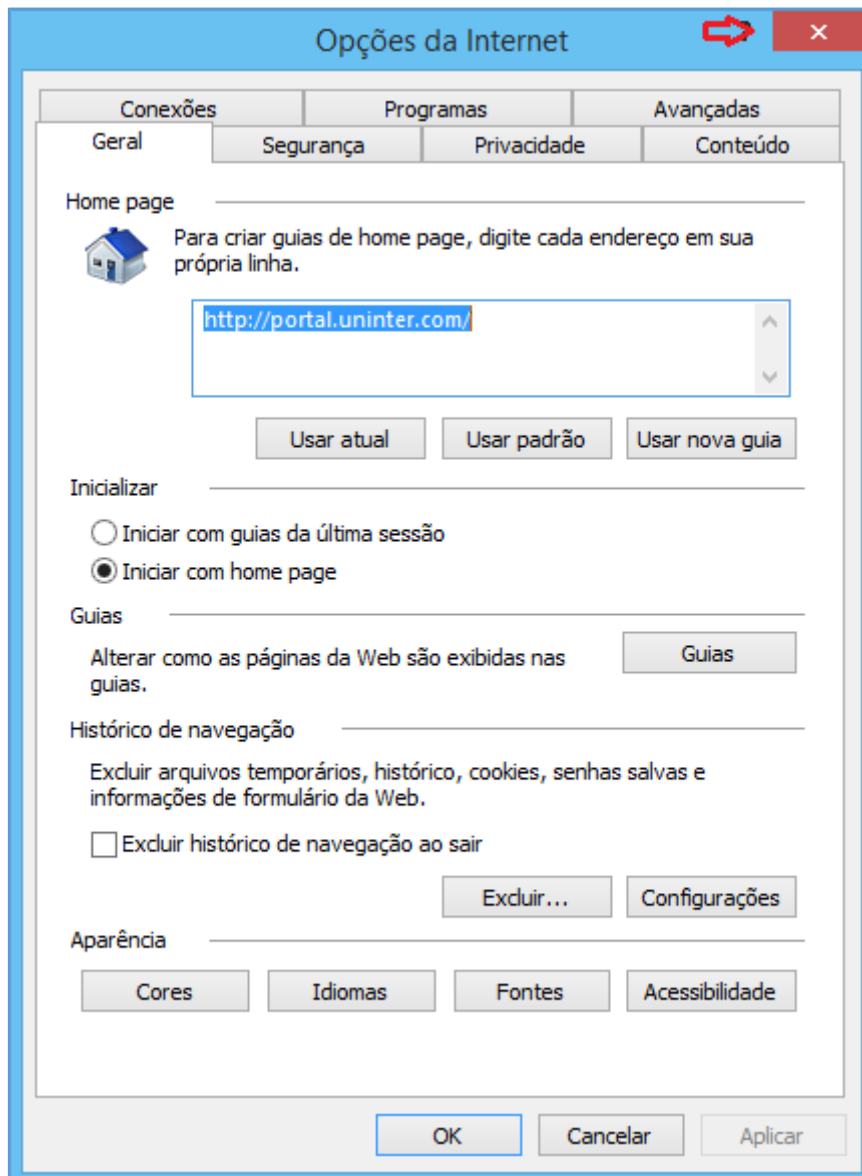 Opções da Internet
Conexões
Programas
Avançadas
Geral
Segurança
Privacidade
Conteúdo
Home page
Para criar guias de home page, digite cada endereço em sua
própria linha.
http://portal.uninter.com/
Usar atual
Usar padrão
Usar nova guia
Inicializar
Iniciar com guias da última sessão
Iniciar com home page
Guias
Alterar como as páginas da Web são exibidas nas
guias.
Guias
Histórico de navegação
Excluir arquivos temporários, histórico, cookies, senhas salvas e
informações de formulário da Web.
Excluir histórico de navegação ao sair
Excluir...
Configurações
Aparência
Cores
Idiomas
Fontes
Acessibilidade
OK
Cancelar
Aplicar